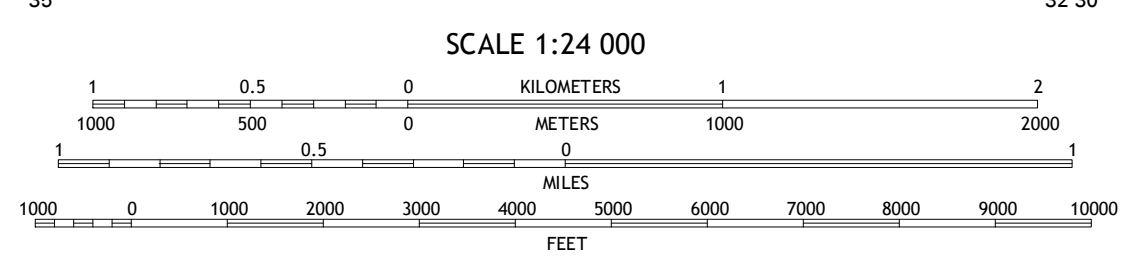 35 32'30
SCALE 1:24 000
1 0.5 0 KILOMETERS 1 2
1000 500 0 METERS 1000 2000
1 0.5 0 1
MILES
1000 0 1000 2000 3000 4000 5000 6000 7000 8000 9000 10000
FEET